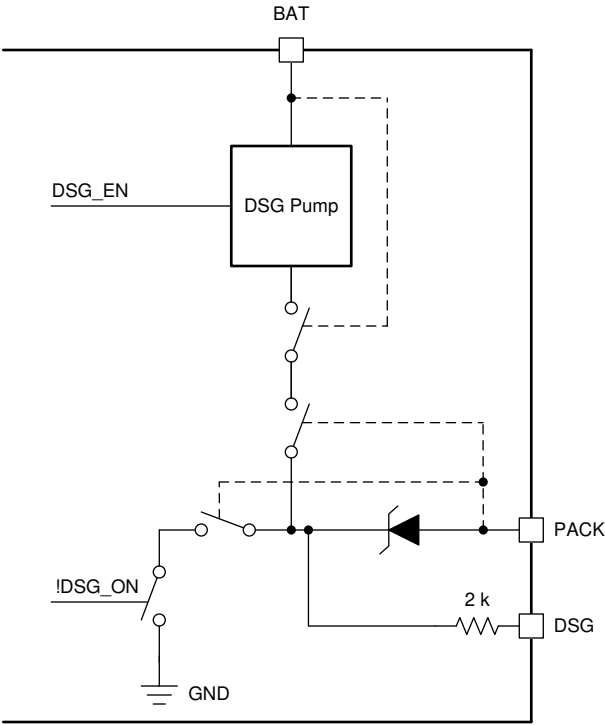 BAT
DSG_EN
DSG Pump
PACK
!DSG_ON
2 k
DSG
GND